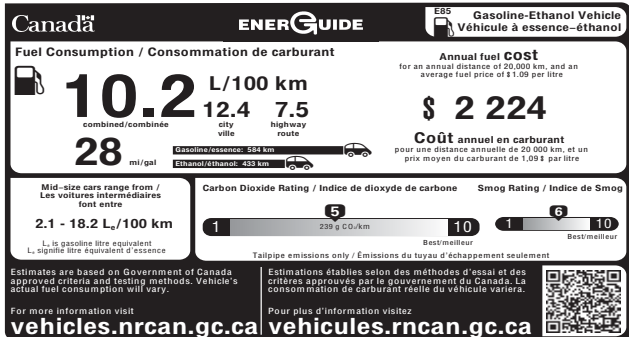 Canada
ENERGUIDE
E85
Gasoline-Ethanol Vehicle
Véhicule à essence–éthanol
Fuel Consumption / Consommation de carburant
10.2
combined/combinée
L/100 km
12.4
city
ville
7.5
highway
route
28 mi/gal
Gasoline/essence: 584 km
Ethanol/éthanol: 433 km
Annual fuel cost
for an annual distance of 20,000 km, and an
average fuel price of $1.09 per litre
$ 2 224
Coût annuel en carburant
pour une distance annuelle de 20 000 km, et un
prix moyen du carburant de 1,09 $ par litre
Mid-size cars range from /
Les voitures intermédiaires
font entre
2.1 - 18.2 Le/100 km
Le is gasoline litre equivalent
Le signifie litre équivalent d'essence
Carbon Dioxide Rating / Indice de dioxyde de carbone
5
1
239 g CO₂/km
10
Best/meilleur
Smog Rating / Indice de Smog
6
1
10
Best/meilleur
Tailpipe emissions only / Émissions du tuyau d'échappement seulement
Estimates are based on Government of Canada
approved criteria and testing methods. Vehicle's
actual fuel consumption will vary.
For more information visit
vehicles.nrcan.gc.ca
Estimations établies selon des méthodes d'essai et des
critères approuvés par le gouvernement du Canada. La
consommation de carburant réelle du véhicule variera.
Pour plus d'information visitez
vehicules.rncan.gc.ca